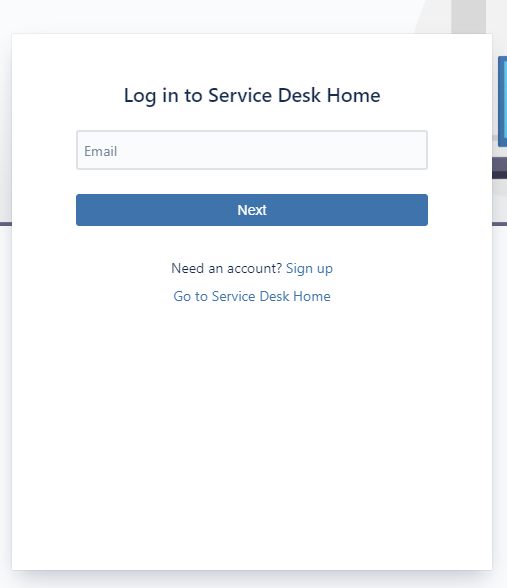 Log in to Service Desk Home
Email
Next
Need an account? Sign up
Go to Service Desk Home